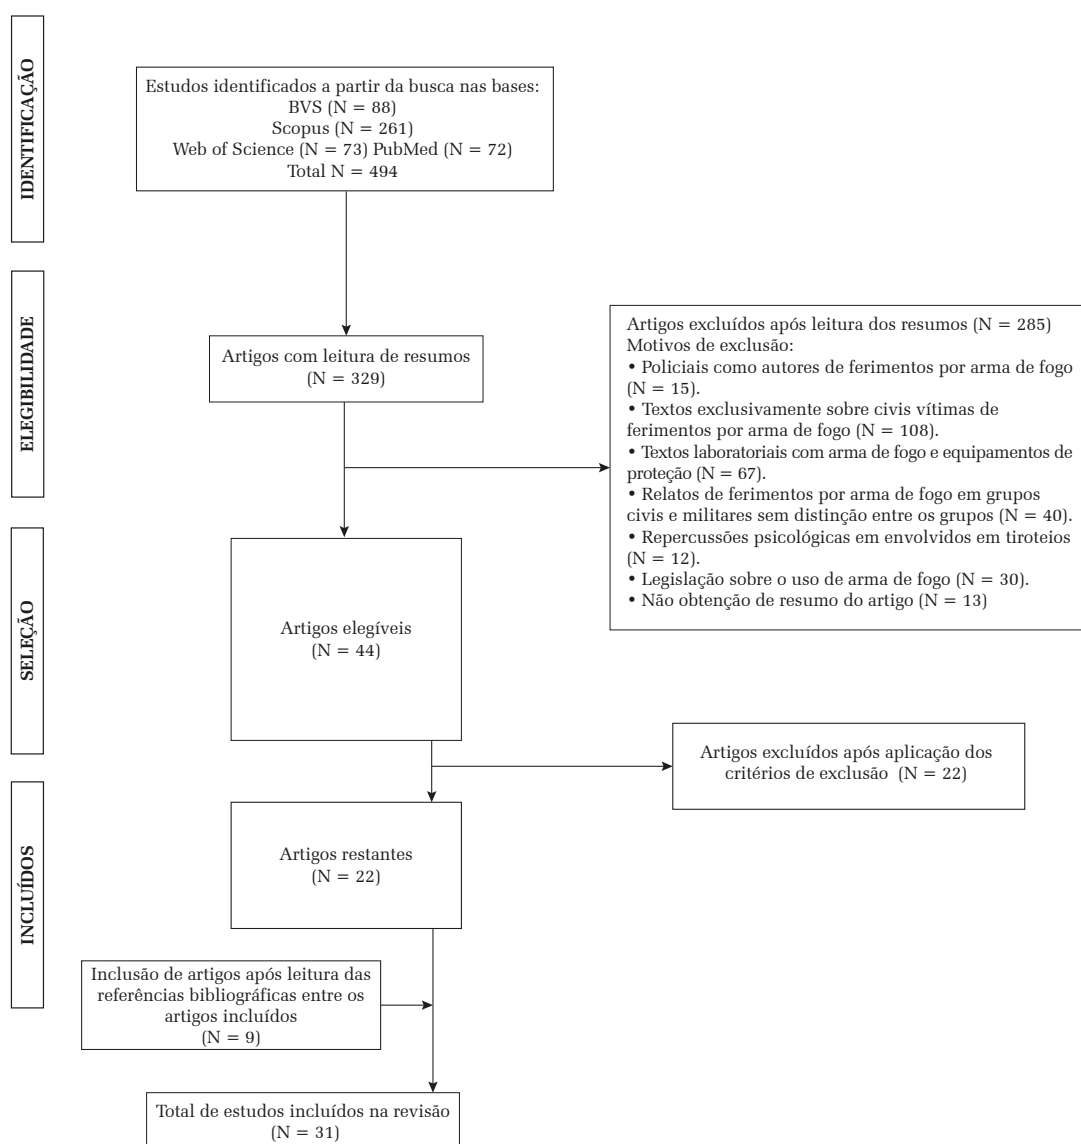 IDENTIFICAÇÃO
Estudos identificados a partir da busca nas bases:
BVS (N = 88)
Scopus (N = 261)
Web of Science (N = 73) PubMed (N = 72)
Total N = 494
ELEGIBILIDADE
Artigos com leitura de resumos
(N = 329)
Artigos excluídos após leitura dos resumos (N = 285)
Motivos de exclusão:
• Policiais como autores de ferimentos por arma de fogo
(N = 15).
• Textos exclusivamente sobre civis vítimas de
ferimentos por arma de fogo (N = 108).
• Textos laboratoriais com arma de fogo e equipamentos de
proteção (N = 67).
• Relatos de ferimentos por arma de fogo em grupos
civis e militares sem distinção entre os grupos (N = 40).
• Repercussões psicológicas em envolvidos em tiroteios
(N = 12).
• Legislação sobre o uso de arma de fogo (N = 30).
• Não obtenção de resumo do artigo (N = 13)
SELEÇÃO
Artigos elegíveis
(N = 44)
Artigos excluídos após aplicação dos
critérios de exclusão (N = 22)
INCLUÍDOS
Artigos restantes
(N = 22)
Inclusão de artigos após leitura das
referências bibliográficas entre os
artigos incluídos
(N = 9)
Total de estudos incluídos na revisão
(N = 31)